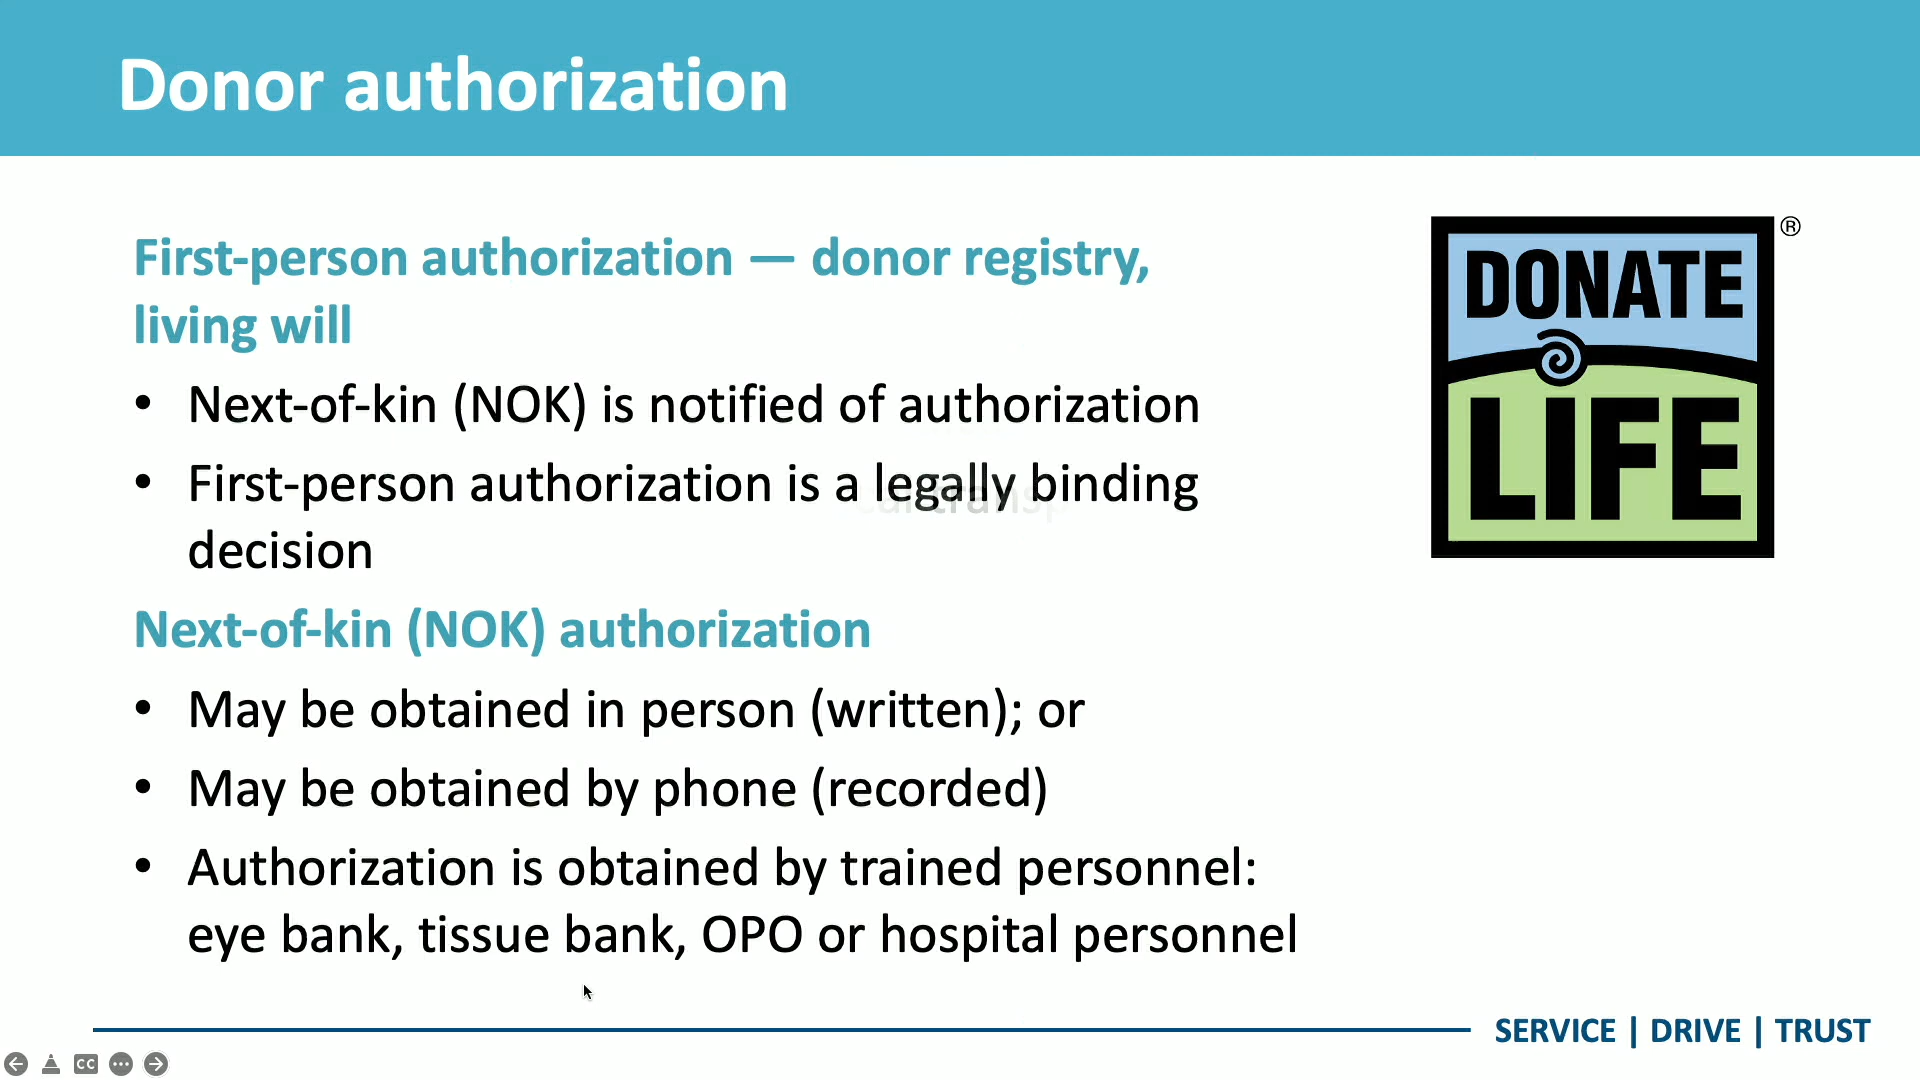 Donor authorization
First-person authorization — donor registry,
living will
• Next-of-kin (NOK) is notified of authorization
• First-person authorization is a legally binding
decision
Next-of-kin (NOK) authorization
• May be obtained in person (written); or
• May be obtained by phone (recorded)
• Authorization is obtained by trained personnel:
eye bank, tissue bank, OPO or hospital personnel
DONATE
LIFE
®
SERVICE | DRIVE | TRUST
CC